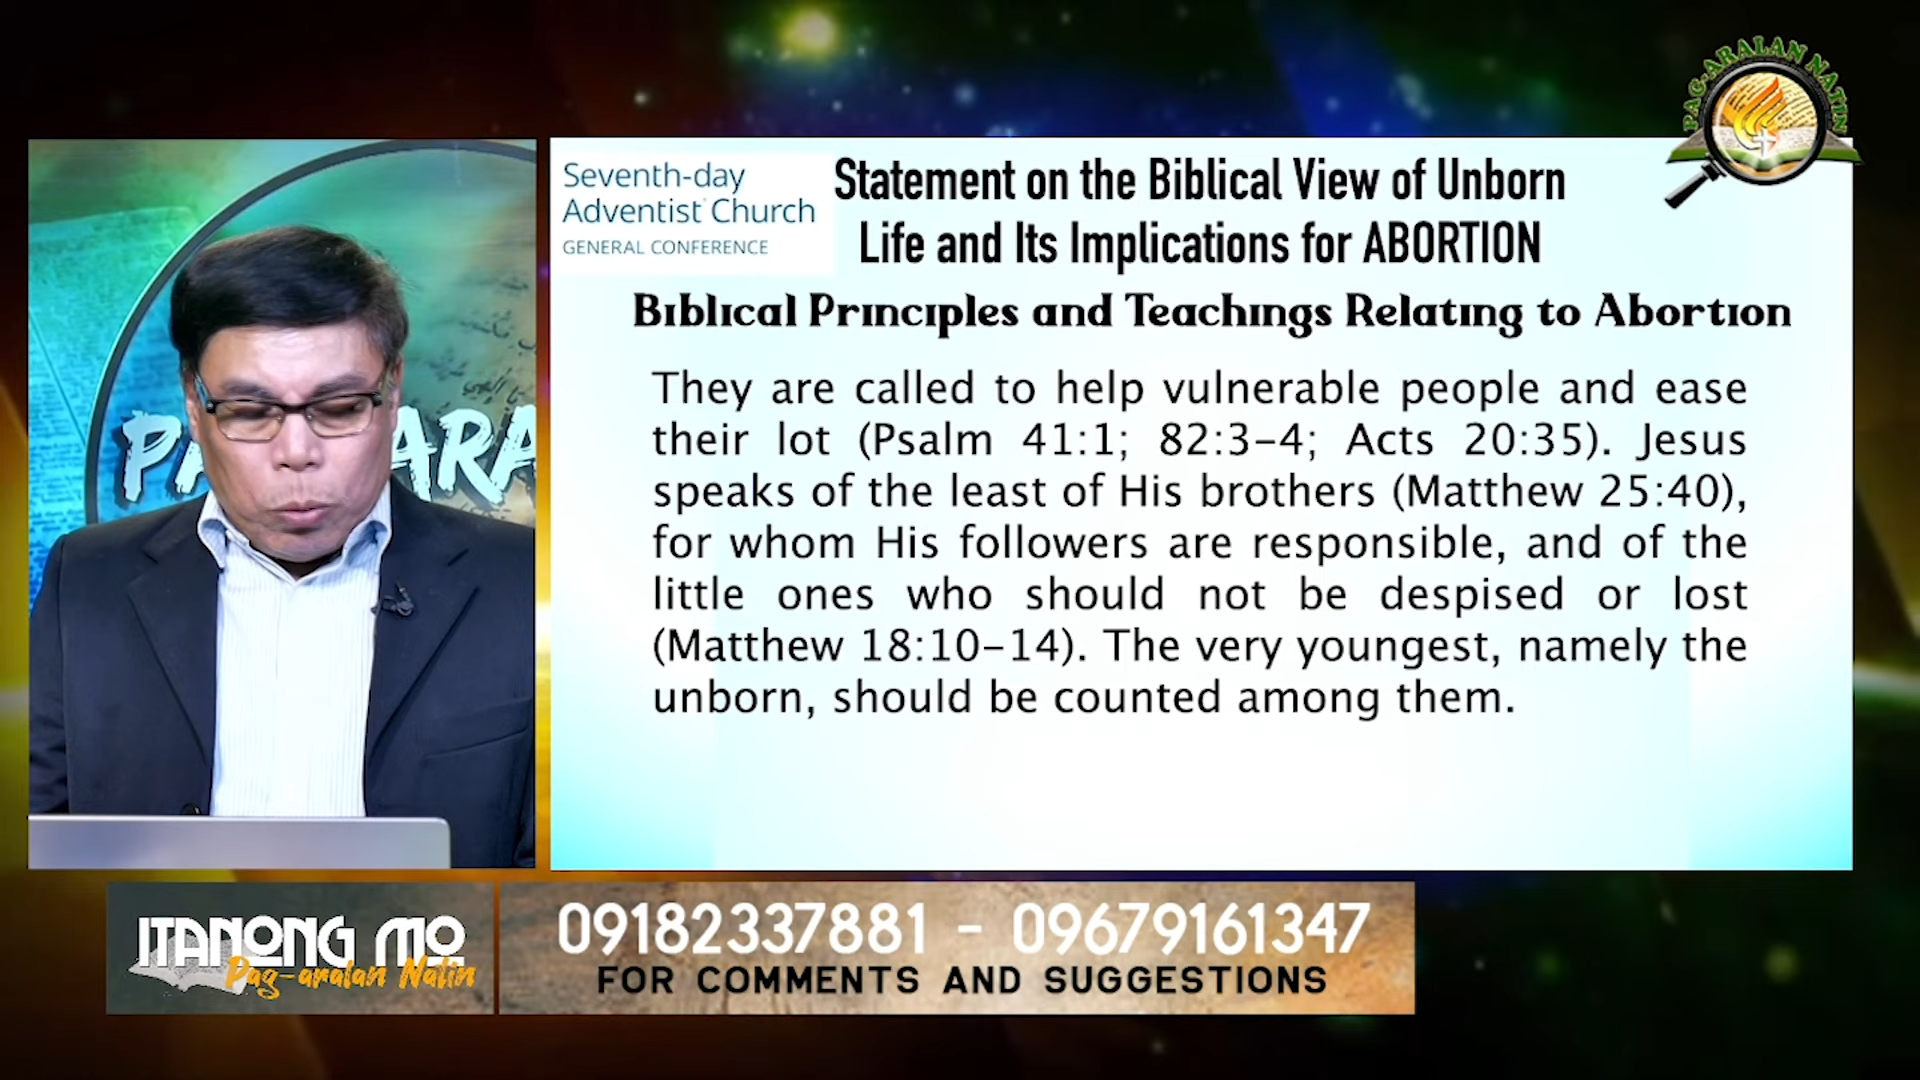 PAG-ARALAN NATIN
Seventh-day
Adventist Church
GENERAL CONFERENCE
Statement on the Biblical View of Unborn
Life and Its Implications for ABORTION
Biblical Principles and Teachings Relating to Abortion
They are called to help vulnerable people and ease
their lot (Psalm 41:1; 82:3–4; Acts 20:35). Jesus
speaks of the least of His brothers (Matthew 25:40),
for whom His followers are responsible, and of the
little ones who should not be despised or lost
(Matthew 18:10–14). The very youngest, namely the
unborn, should be counted among them.
ITANONG MO
Pag-aralan Natin
09182337881 - 09679161347
FOR COMMENTS AND SUGGESTIONS